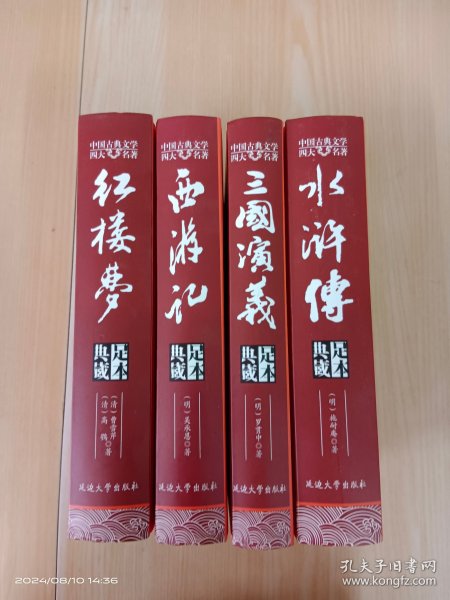 中国古典文学
四大名著
红楼梦
足本
典藏
（清）曹雪芹
（清）高鹗
著
延边大学出版社
中国古典文学
四大名著
西游记
足本
典藏
（明）吴承恩
著
延边大学出版社
中国古典文学
四大名著
三國演義
足本
典藏
（明）罗贯中
著
延边大学出版社
中国古典文学
四大名著
水浒傳
足本
典藏
（明）施耐庵
著
延边大学出版社
2024/08/10 14:36
孔夫子旧书网
www.kongfz.com